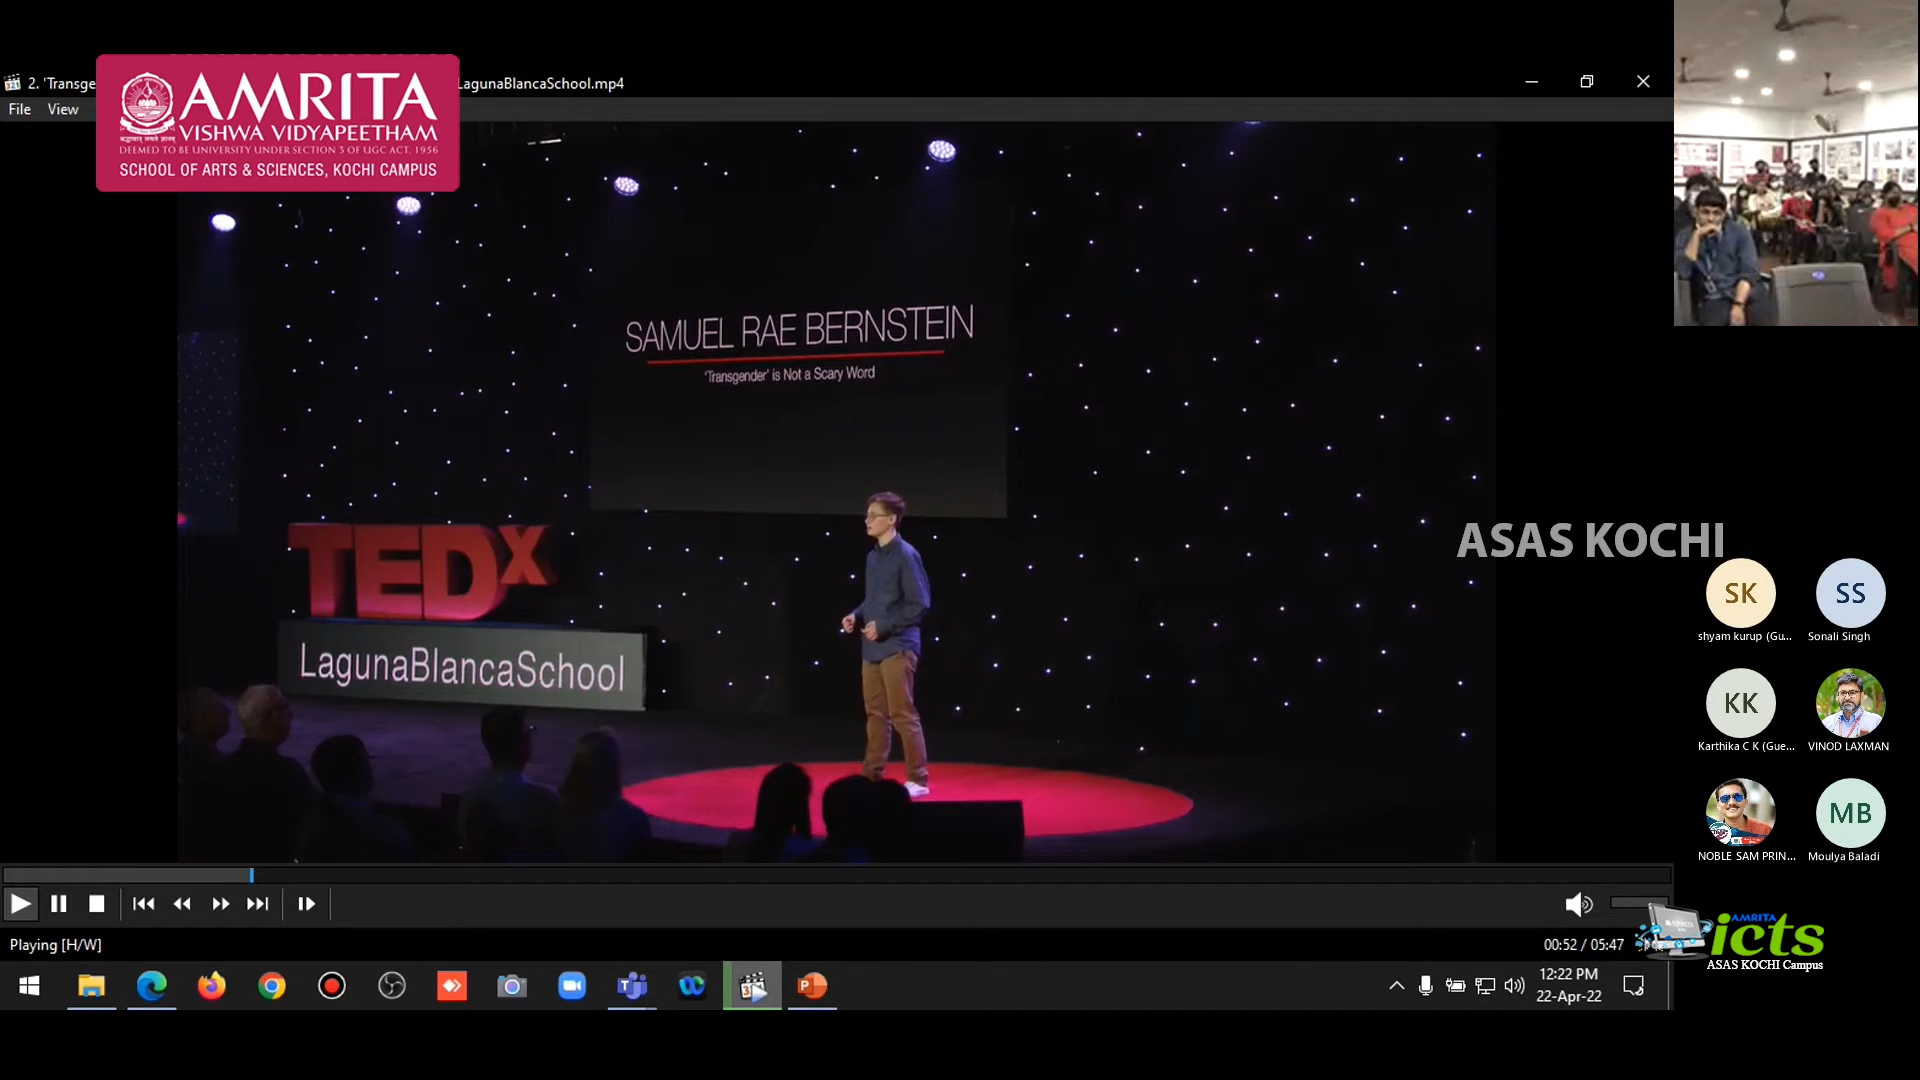 2. 'Transge
LagunaBlancaSchool.mp4
File View
AMRITA
VISHWA VIDYAPEETHAM
DEEMED TO BE UNIVERSITY UNDER SECTION 3 OF UGC ACT, 1956
SCHOOL OF ARTS & SCIENCES, KOCHI CAMPUS
SAMUEL RAE BERNSTEIN
'Transgender' is Not a Scary Word
TEDx
LagunaBlancaSchool
ASAS KOCHI
SK
SS
shyam kurup (Gu...
Sonali Singh
KK
Karthika C K (Gue...
VINOD LAXMAN
MB
NOBLE SAM PRIN...
Moulya Baladi
Playing [H/W]
00:52 / 05:47
AMRITA
icts
ASAS KOCHI Campus
12:22 PM
22-Apr-22